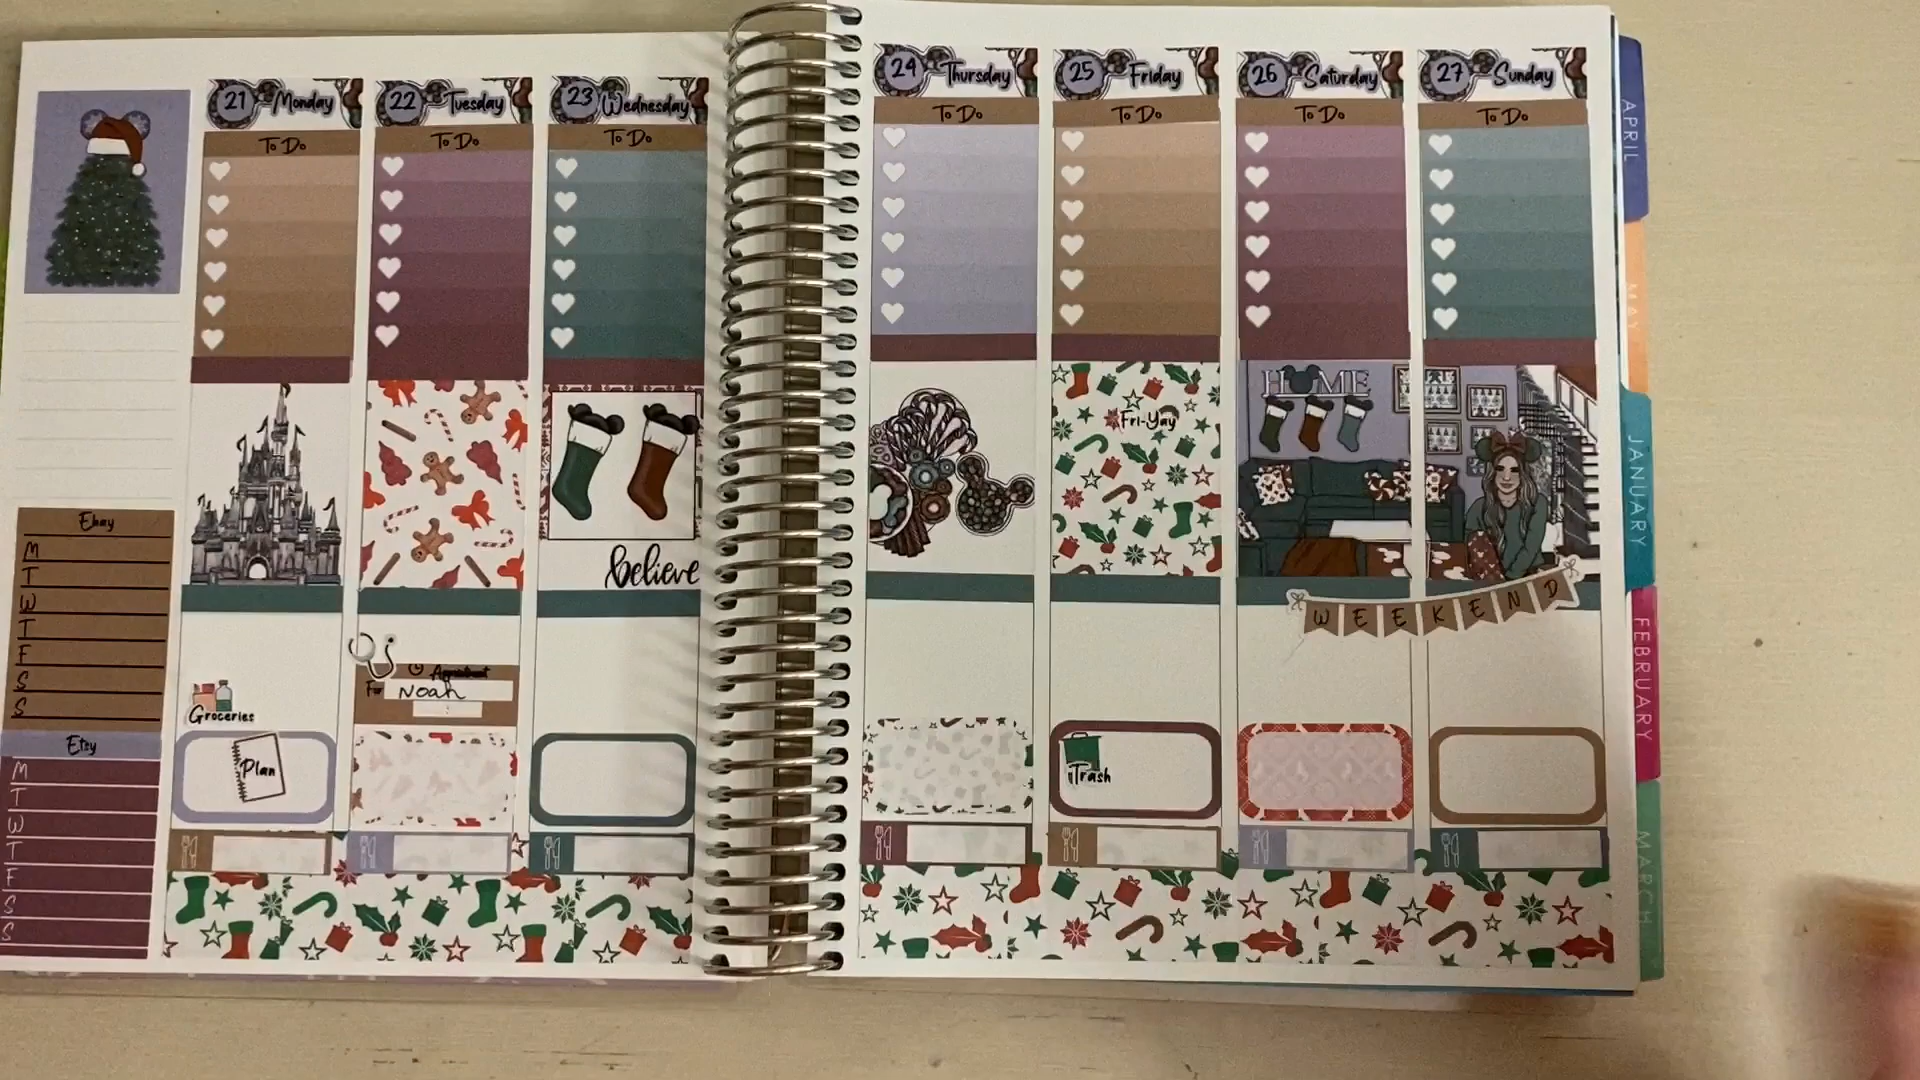 21 Monday
To Do
22 Tuesday
To Do
23 Wednesday
To Do
24 Thursday
To Do
25 Friday
To Do
26 Saturday
To Do
27 Sunday
To Do
believe
Fri-Yay
HOME
WEEKEND
Ebay
M
T
W
T
F
S
S
Etsy
M
T
W
T
F
S
S
Groceries
Plan
Appointment
For Noah
Trash
APRIL
MAY
JANUARY
FEBRUARY
MARCH